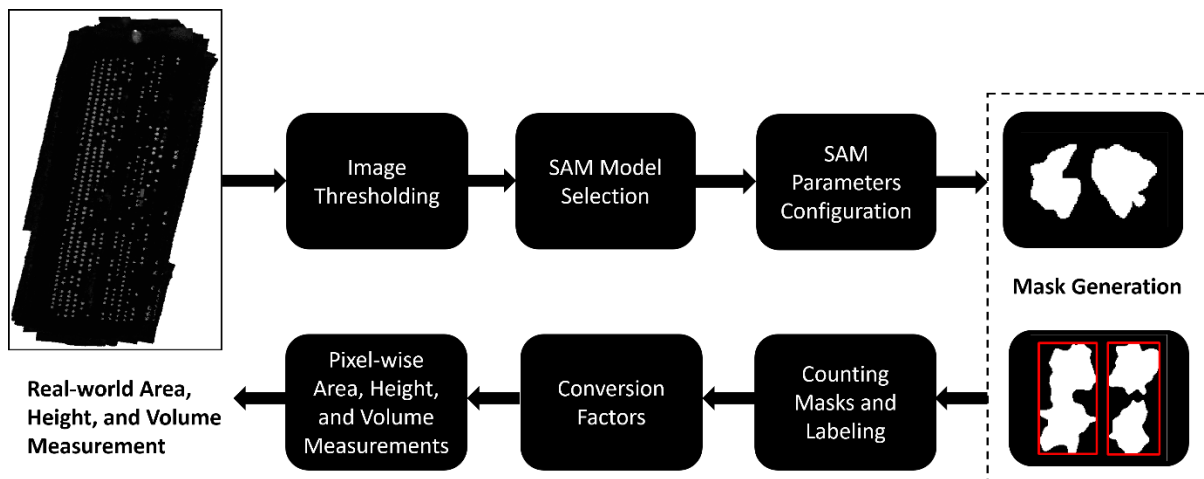 Image
Thresholding
SAM Model
Selection
SAM
Parameters
Configuration
Mask Generation
Real-world Area,
Height, and Volume
Measurement
Pixel-wise
Area, Height,
and Volume
Measurements
Conversion
Factors
Counting
Masks and
Labeling